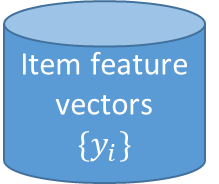 Item feature
vectors
{yᵢ}